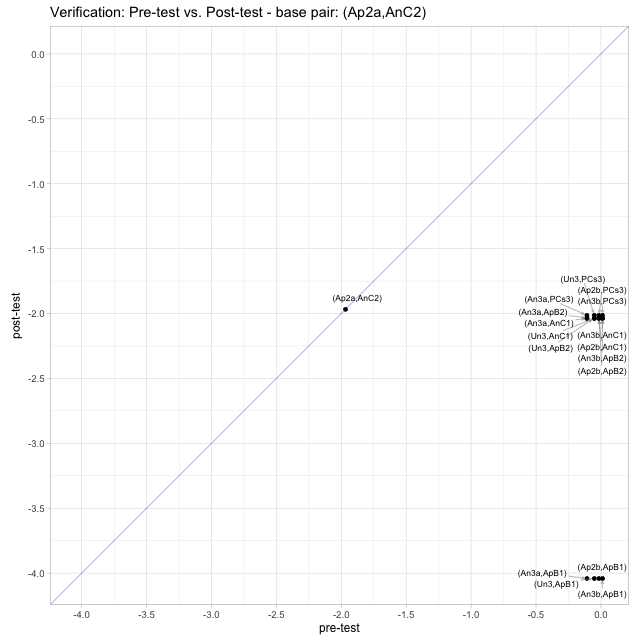 Verification: Pre-test vs. Post-test - base pair: (Ap2a,AnC2)
0.0
-0.5
-1.0
-1.5
-2.0
-2.5
-3.0
-3.5
-4.0
post-test
(Un3,PCs3)
(Ap2b,PCs3)
(An3a,PCs3)
(An3b,PCs3)
(Ap2a,AnC2)
(An3a,ApB2)
(An3a,AnC1)
(Un3,AnC1)
(An3b,AnC1)
(Un3,ApB2)
(Ap2b,AnC1)
(An3b,ApB2)
(Ap2b,ApB2)
(Ap2b,ApB1)
(An3a,ApB1)
(Un3,ApB1)
(An3b,ApB1)
-4.0 -3.5 -3.0 -2.5 -2.0 -1.5 -1.0 -0.5 0.0
pre-test